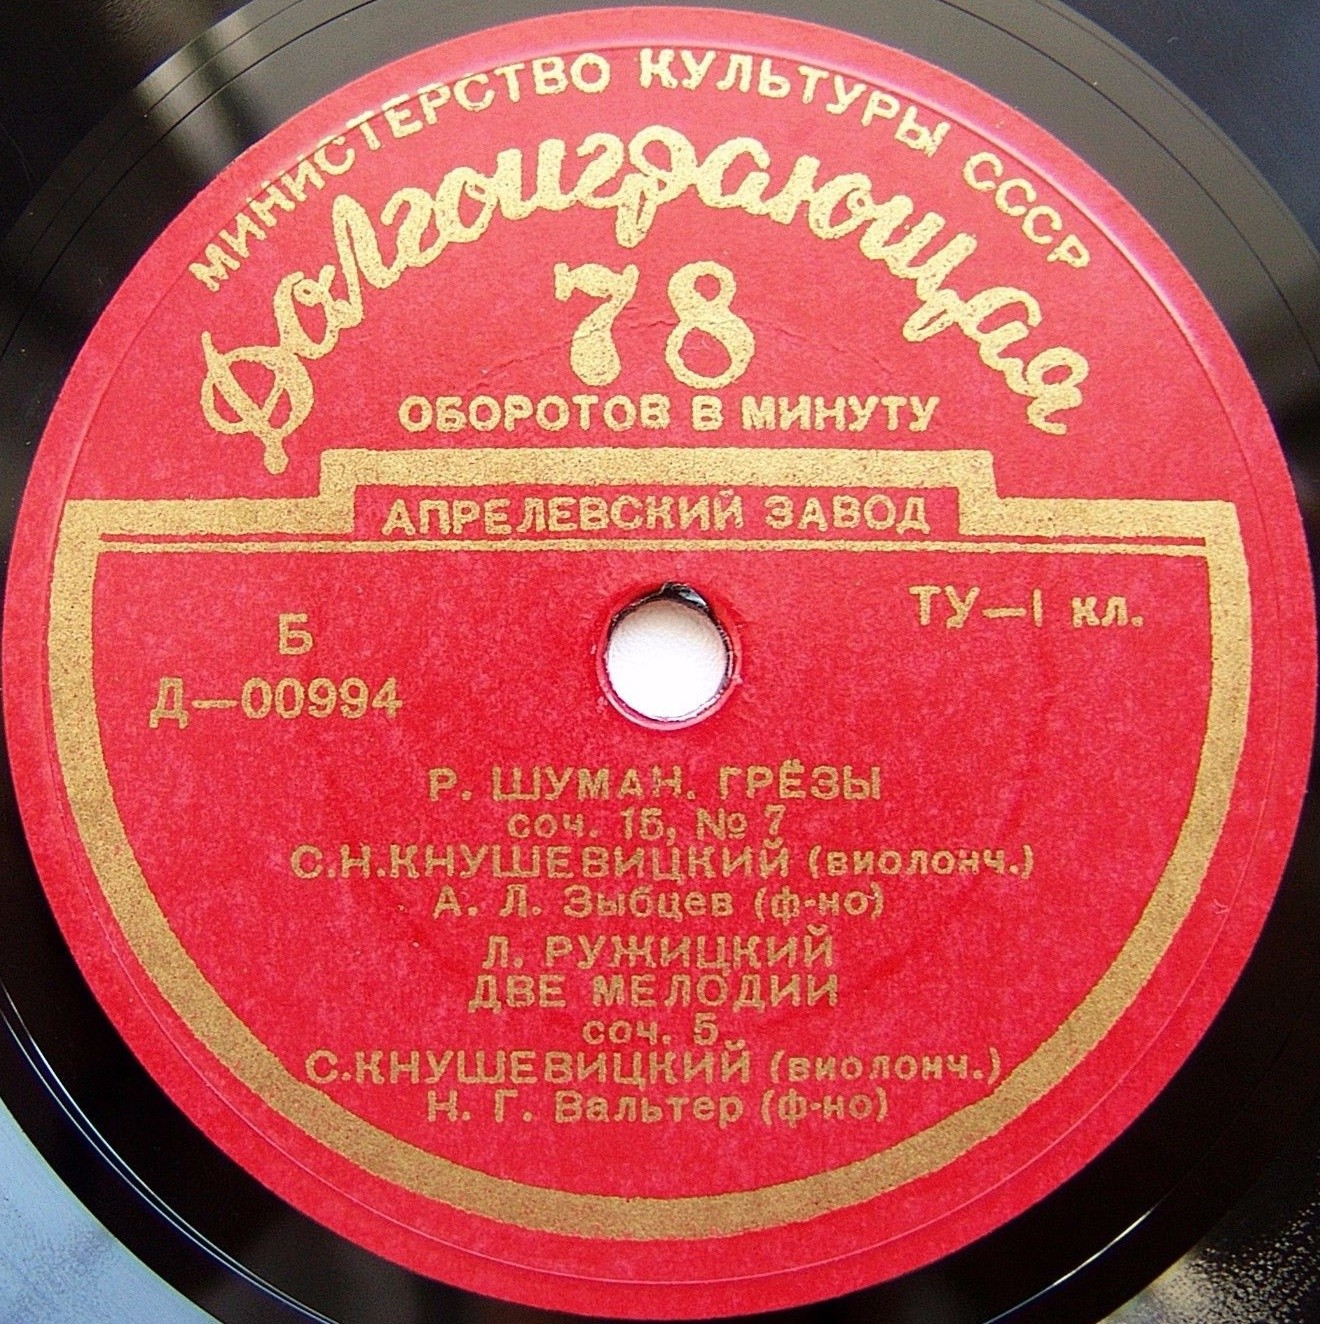 МИНИСТЕРСТВО КУЛЬТУРЫ СССР
Долгоиграющая
78
ОБОРОТОВ В МИНУТУ
АПРЕЛЕВСКИЙ ЗАВОД
ТУ—I кл.
Б
Д—00994
Р. ШУМАН. ГРЁЗЫ
соч. 15, № 7
С.Н.КНУШЕВИЦКИЙ (виолонч.)
А. Л. Зыбцев (ф-но)
Л. РУЖИЦКИЙ
ДВЕ МЕЛОДИИ
соч. 5.
С.КНУШЕВИЦКИЙ (виолонч.)
Н. Г. Вальтер (ф-но)